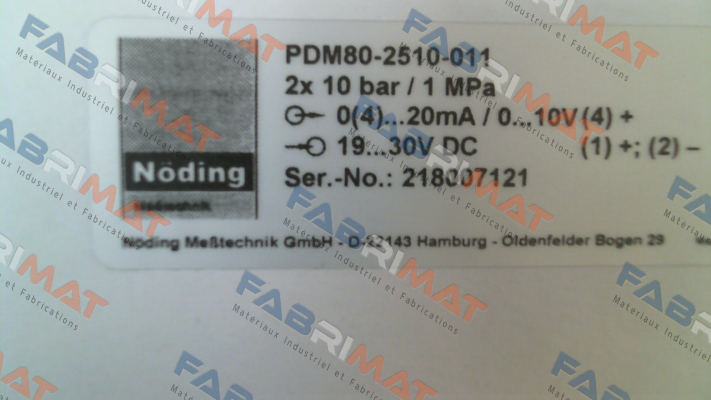 PDM80-2510-011
2x 10 bar / 1 MPa
0(4)...20mA / 0...10V (4) +
19...30V DC (1) +; (2) –
Nöding
Ser.-No.: 218007121
Nöding Meßtechnik GmbH - D-22143 Hamburg - Oldenfelder Bogen 29
FABRIMAT
Matériaux Industriel et Fabrications